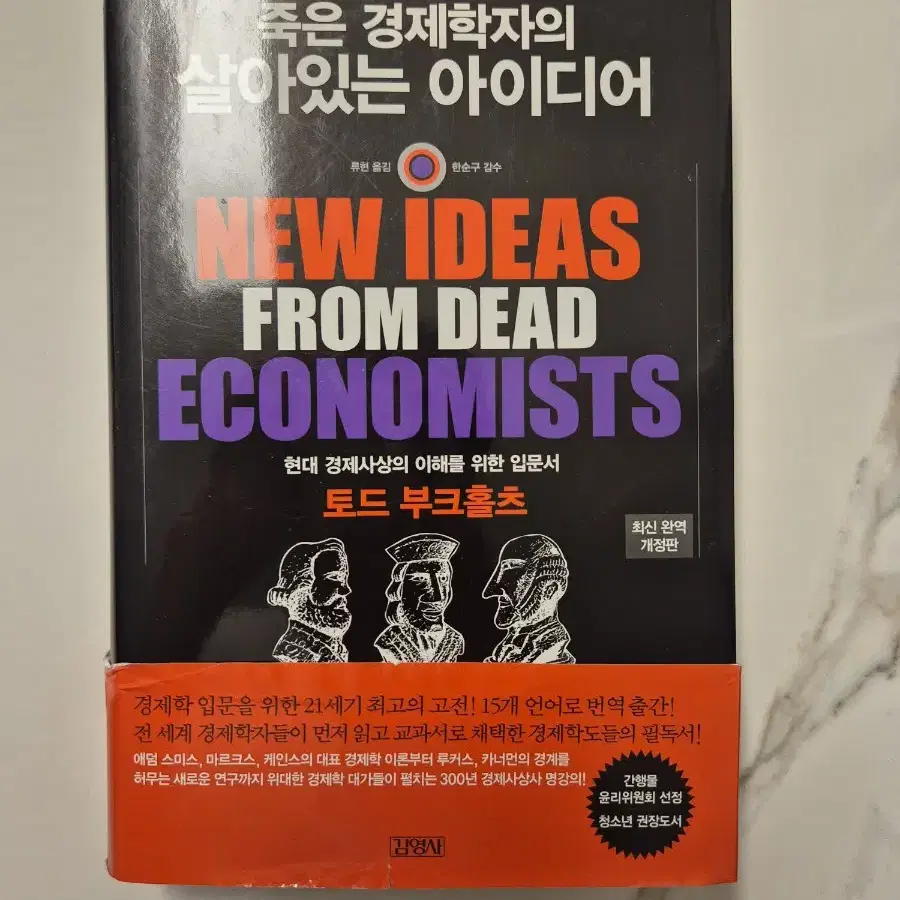 죽은 경제학자의
살아있는 아이디어
류현 옮김 한순구 감수
NEW IDEAS
FROM DEAD
ECONOMISTS
현대 경제사상의 이해를 위한 입문서
토드 부크홀츠
최신 완역
개정판
경제학 입문을 위한 21세기 최고의 고전! 15개 언어로 번역 출간!
전 세계 경제학자들이 먼저 읽고 교과서로 채택한 경제학도들의 필독서!
애덤 스미스, 마르크스, 케인스의 대표 경제학 이론부터 루커스, 카너먼의 경계를
허무는 새로운 연구까지 위대한 경제학 대가들이 펼치는 300년 경제사상사 명강의!
간행물
윤리위원회 선정
청소년 권장도서
김영사